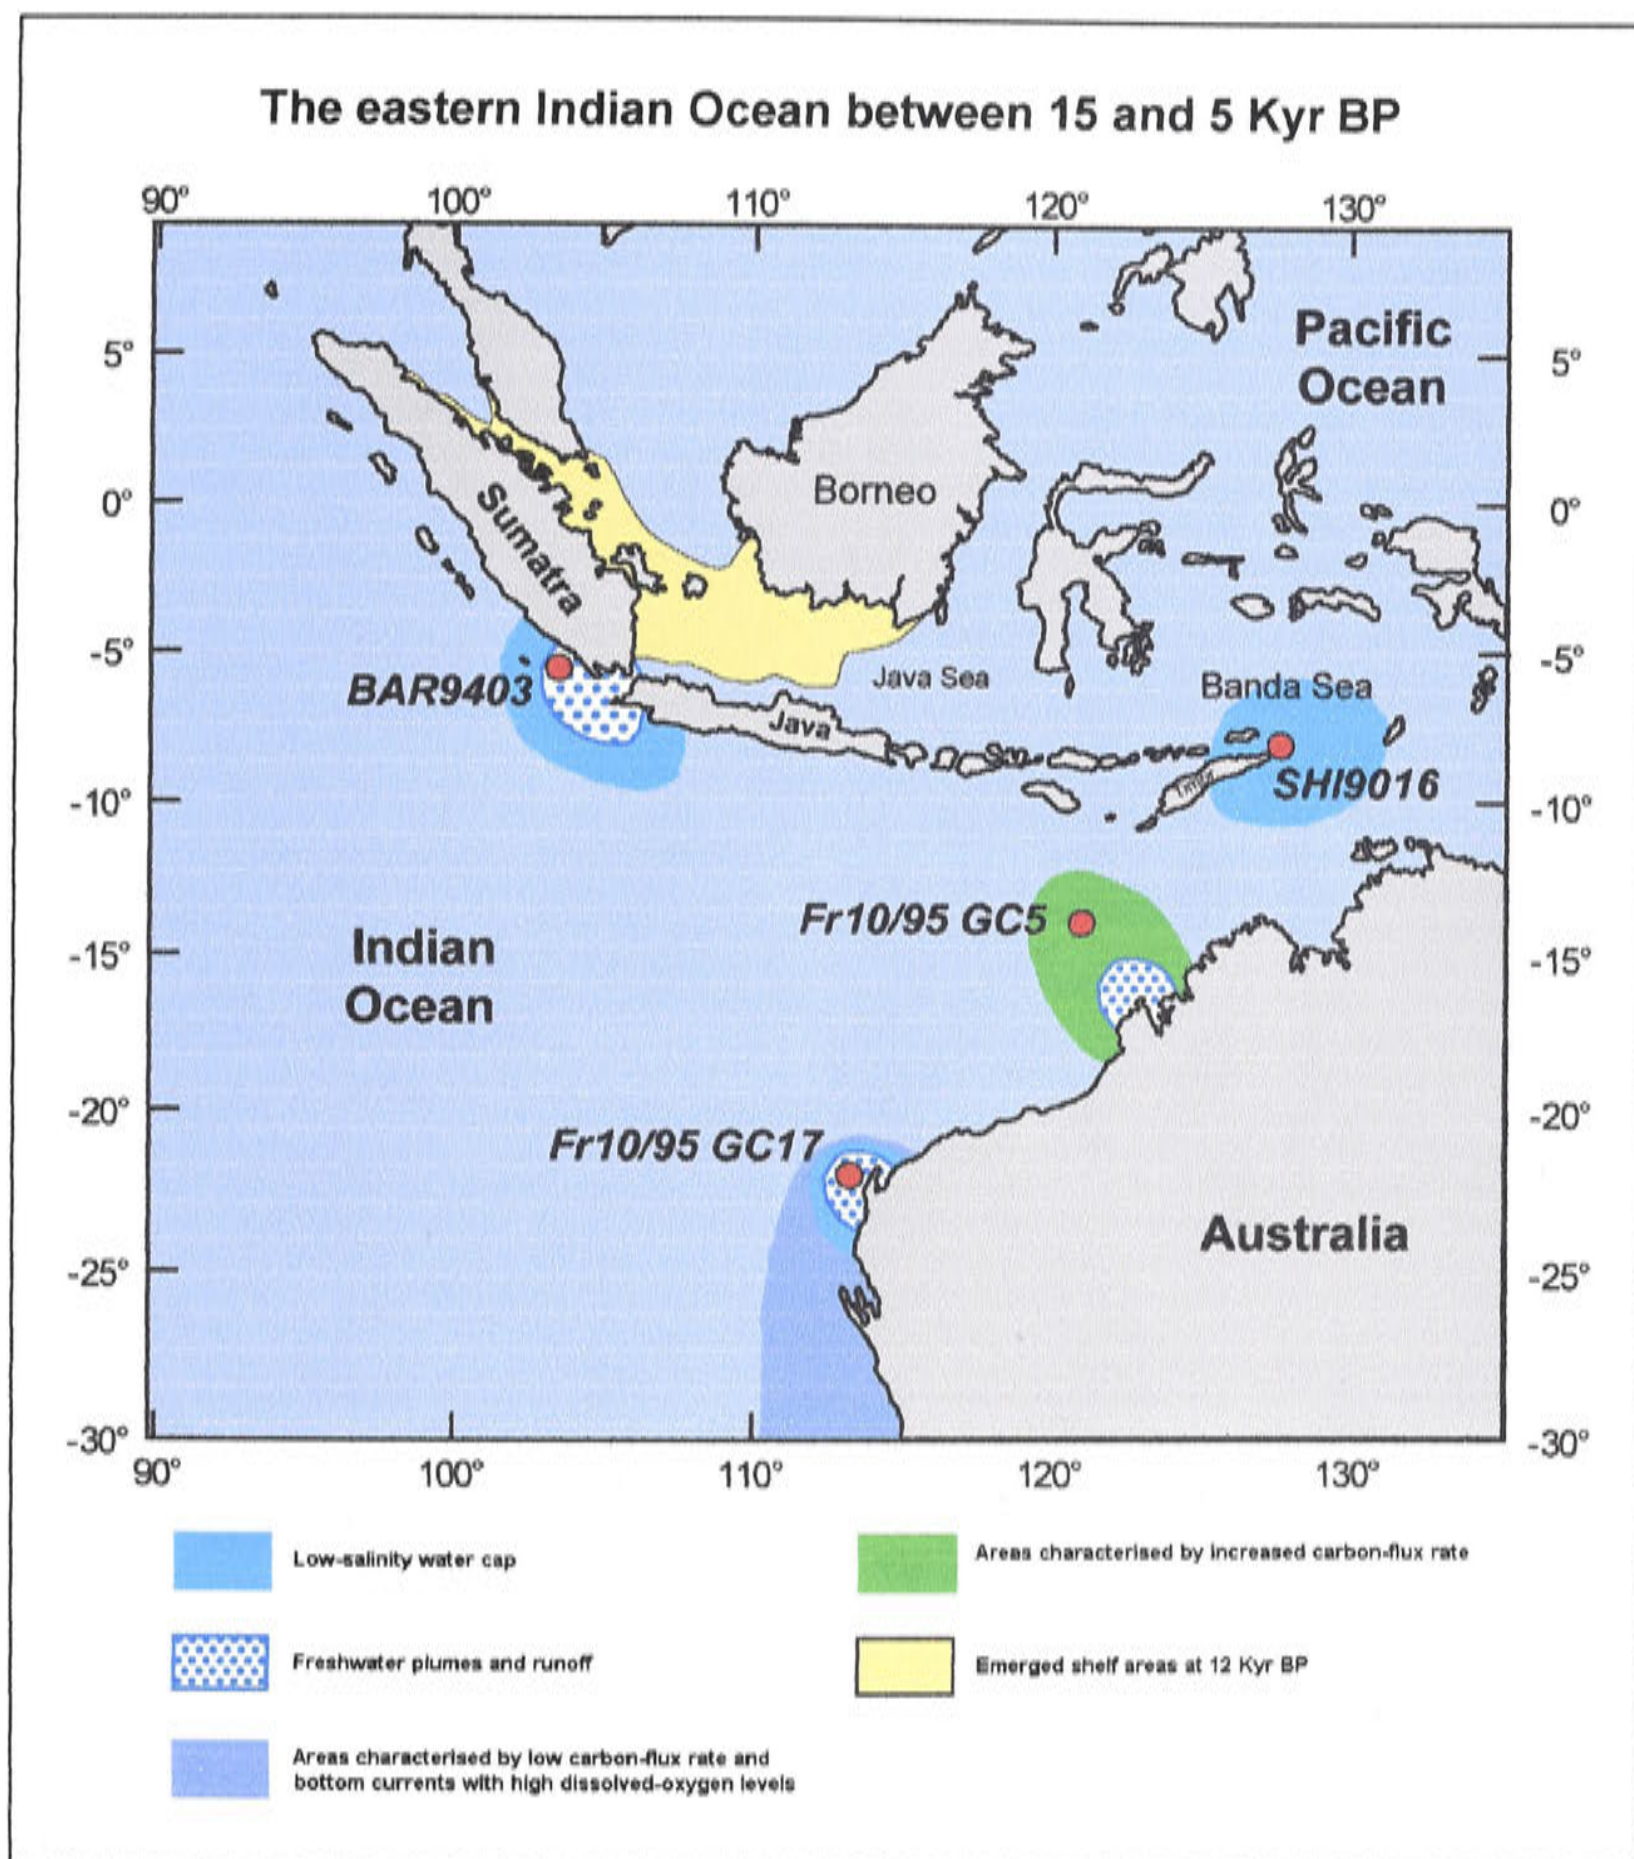 The eastern Indian Ocean between 15 and 5 Kyr BP
90° 100° 110° 120° 130°
Pacific
Ocean
5° 5°
Borneo
0° 0°
Sumatra
-5° -5°
Java Sea
Banda Sea
BAR9403
Java
Timor
SHI9016
-10° -10°
Fr10/95 GC5
Indian
Ocean
-15° -15°
-20° -20°
Fr10/95 GC17
Australia
-25° -25°
-30° -30°
90° 100° 110° 120° 130°
Low-salinity water cap
Areas characterised by increased carbon-flux rate
Freshwater plumes and runoff
Emerged shelf areas at 12 Kyr BP
Areas characterised by low carbon-flux rate and
bottom currents with high dissolved-oxygen levels